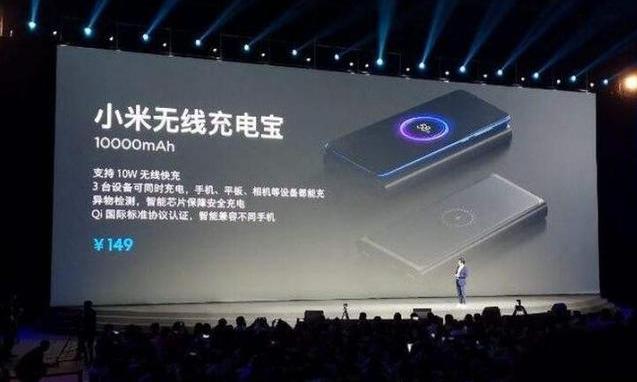 小米无线充电宝
10000mAh
支持 10W 无线快充
3 台设备可同时充电，手机、平板、相机等设备都能充
异物检测，智能芯片保障安全充电
Qi 国际标准协议认证，智能兼容不同手机
¥149